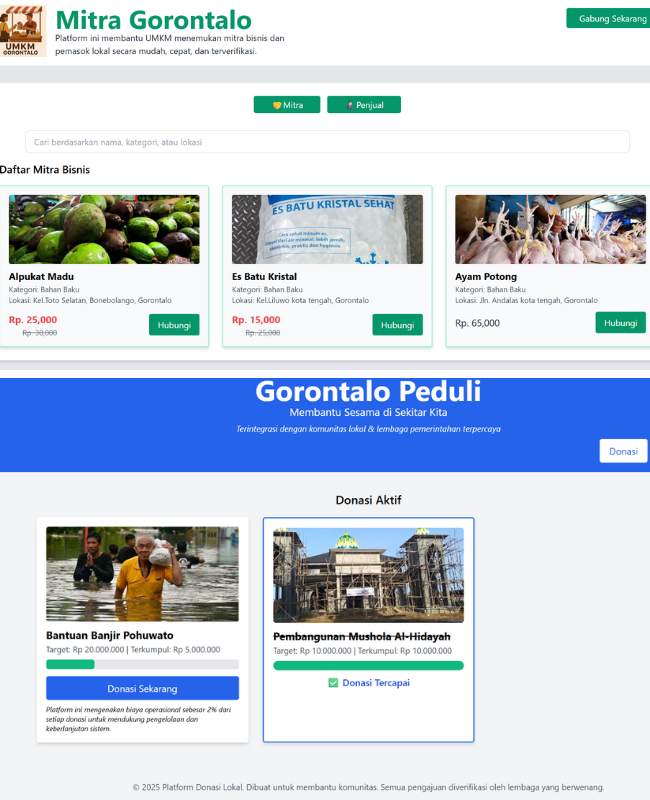 UMKM
GORONTALO
Mitra Gorontalo
Platform ini membantu UMKM menemukan mitra bisnis dan
pemasok lokal secara mudah, cepat, dan terverifikasi.
Gabung Sekarang
Mitra
Penjual
Cari berdasarkan nama, kategori, atau lokasi
Daftar Mitra Bisnis
Alpukat Madu
Kategori: Bahan Baku
Lokasi: Kel.Toto Selatan, Bonebolango, Gorontalo
Rp. 25,000
Rp. 30,000
Hubungi
ES BATU KRISTAL SEHAT
Es Batu Kristal
Kategori: Bahan Baku
Lokasi: Kel.Liluwo kota tengah, Gorontalo
Rp. 15,000
Rp. 25,000
Hubungi
Ayam Potong
Kategori: Bahan Baku
Lokasi: Jln. Andalas kota tengah, Gorontalo
Rp. 65,000
Hubungi
Gorontalo Peduli
Membantu Sesama di Sekitar Kita
Terintegrasi dengan komunitas lokal & lembaga pemerintahan terpercaya
Donasi
Donasi Aktif
Bantuan Banjir Pohuwato
Target: Rp 20.000.000 | Terkumpul: Rp 5.000.000
Donasi Sekarang
Platform ini mengenakan biaya operasional sebesar 2% dari
setiap donasi untuk mendukung pengelolaan dan
keberlanjutan sistem.
Pembangunan Mushola Al-Hidayah
Target: Rp 10.000.000 | Terkumpul: Rp 10.000.000
Donasi Tercapai
© 2025 Platform Donasi Lokal. Dibuat untuk membantu komunitas. Semua pengajuan diverifikasi oleh lembaga yang berwenang.